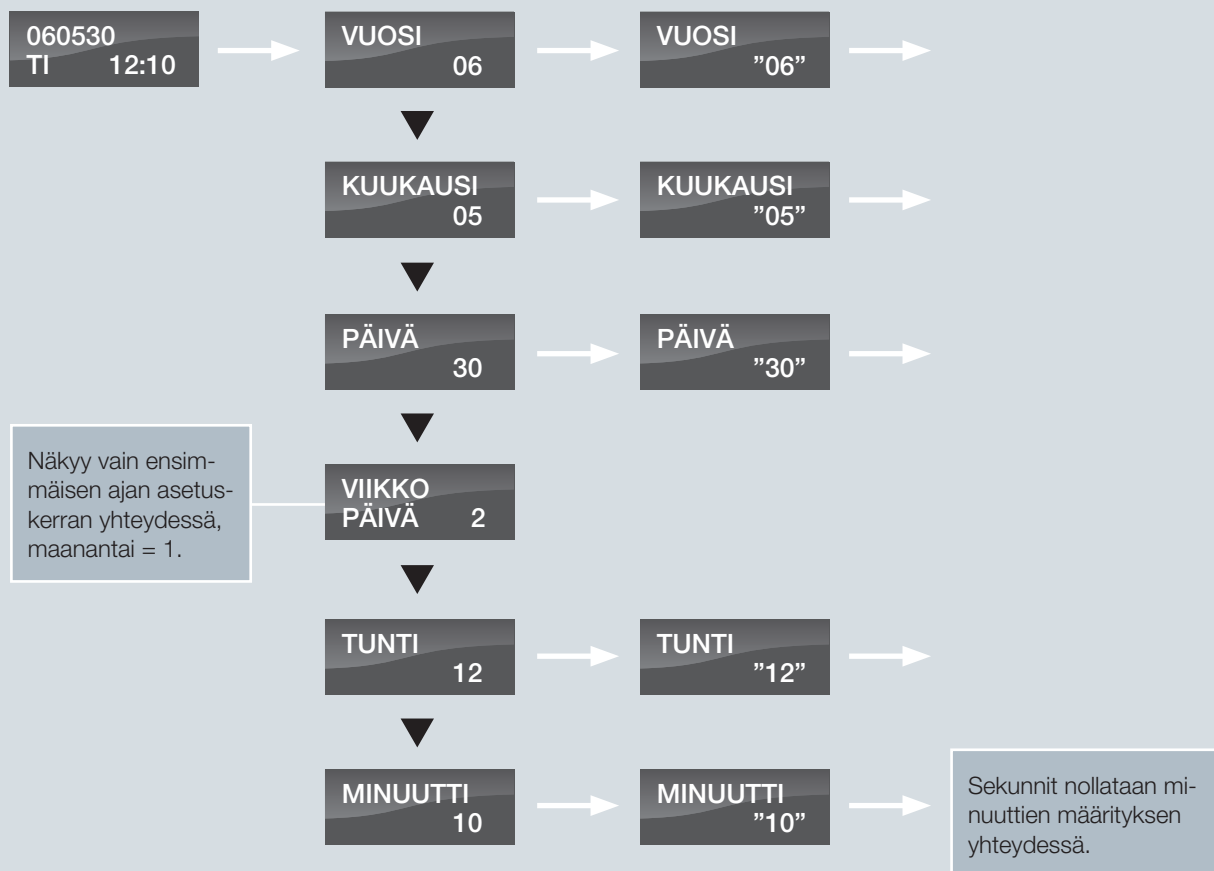 060530
TI 12:10
VUOSI
06
VUOSI
”06”
KUUKAUSI
05
KUUKAUSI
”05”
PÄIVÄ
30
PÄIVÄ
”30”
Näkyy vain ensim-
mäisen ajan asetus-
kerran yhteydessä,
maanantai = 1.
VIIKKO
PÄIVÄ 2
TUNTI
12
TUNTI
”12”
MINUUTTI
10
MINUUTTI
”10”
Sekunnit nollataan mi-
nuuttien määrityksen
yhteydessä.